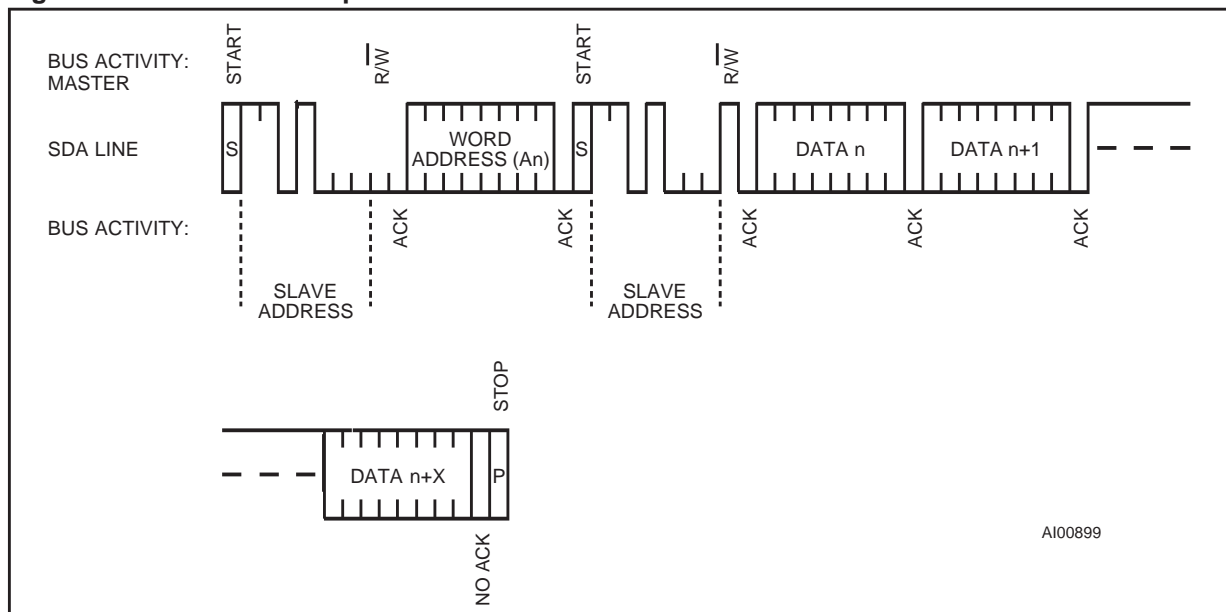 START
R/W
START
R/W
BUS ACTIVITY:
MASTER
SDA LINE
S
WORD
ADDRESS (An)
S
DATA n
DATA n+1
BUS ACTIVITY:
ACK
ACK
ACK
ACK
ACK
SLAVE
ADDRESS
SLAVE
ADDRESS
STOP
DATA n+X
P
NO ACK
AI00899